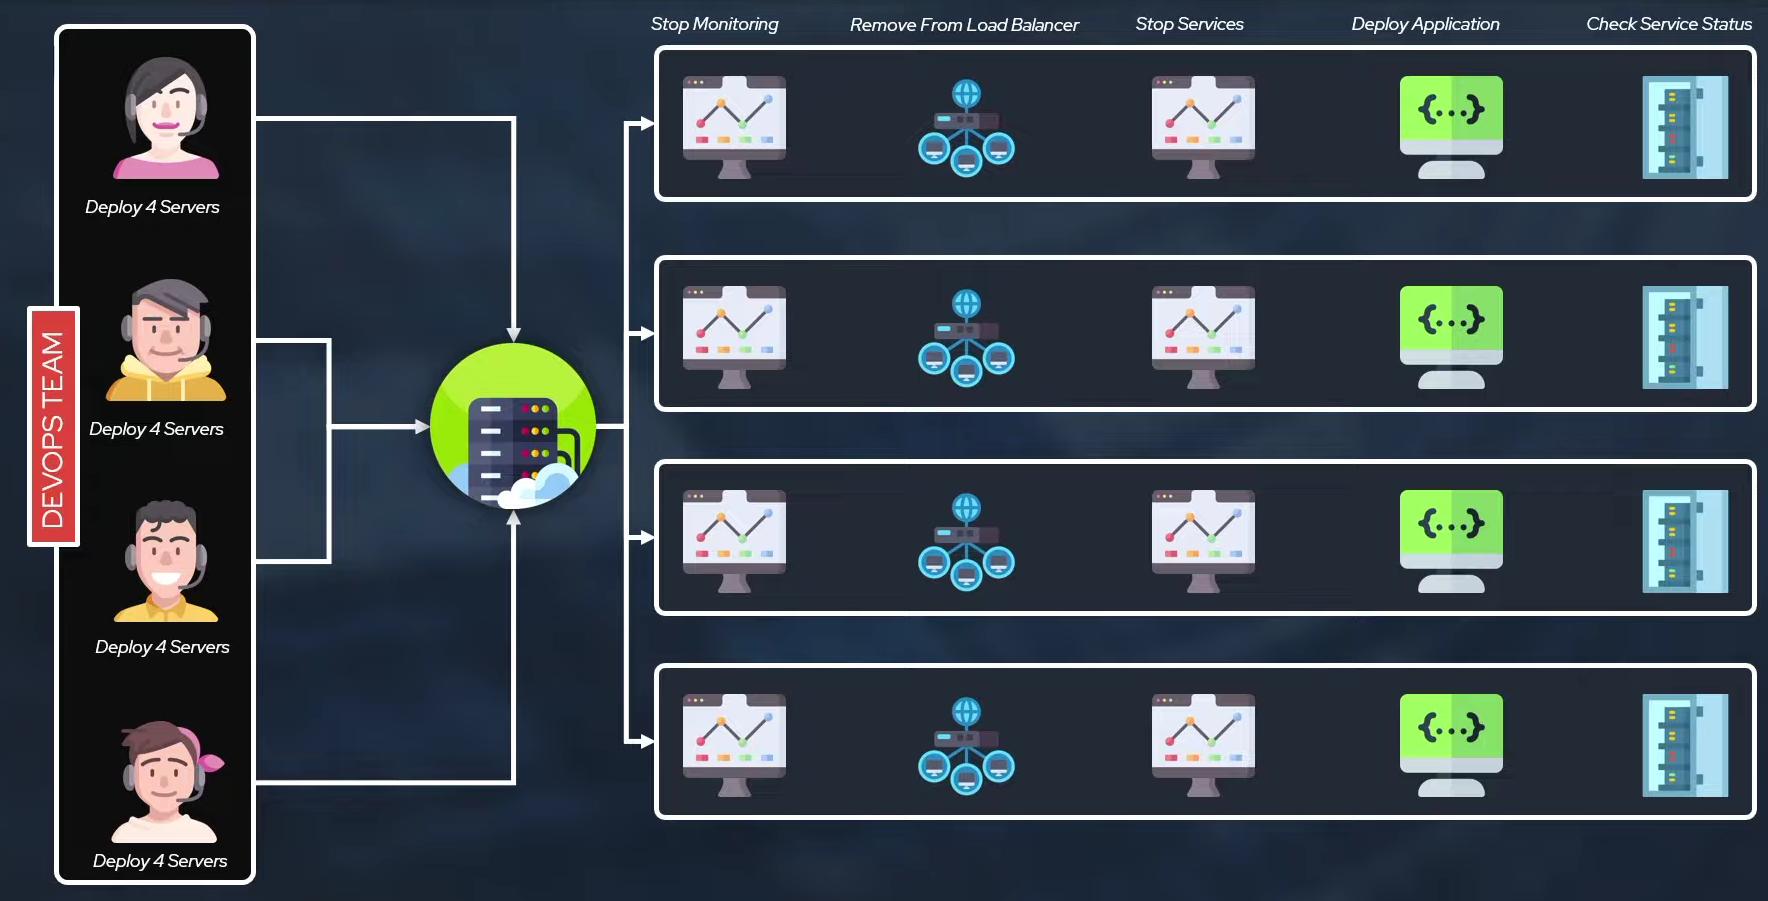 Stop Monitoring
Remove From Load Balancer
Stop Services
Deploy Application
Check Service Status
DEVOPS TEAM
Deploy 4 Servers
Deploy 4 Servers
Deploy 4 Servers
Deploy 4 Servers